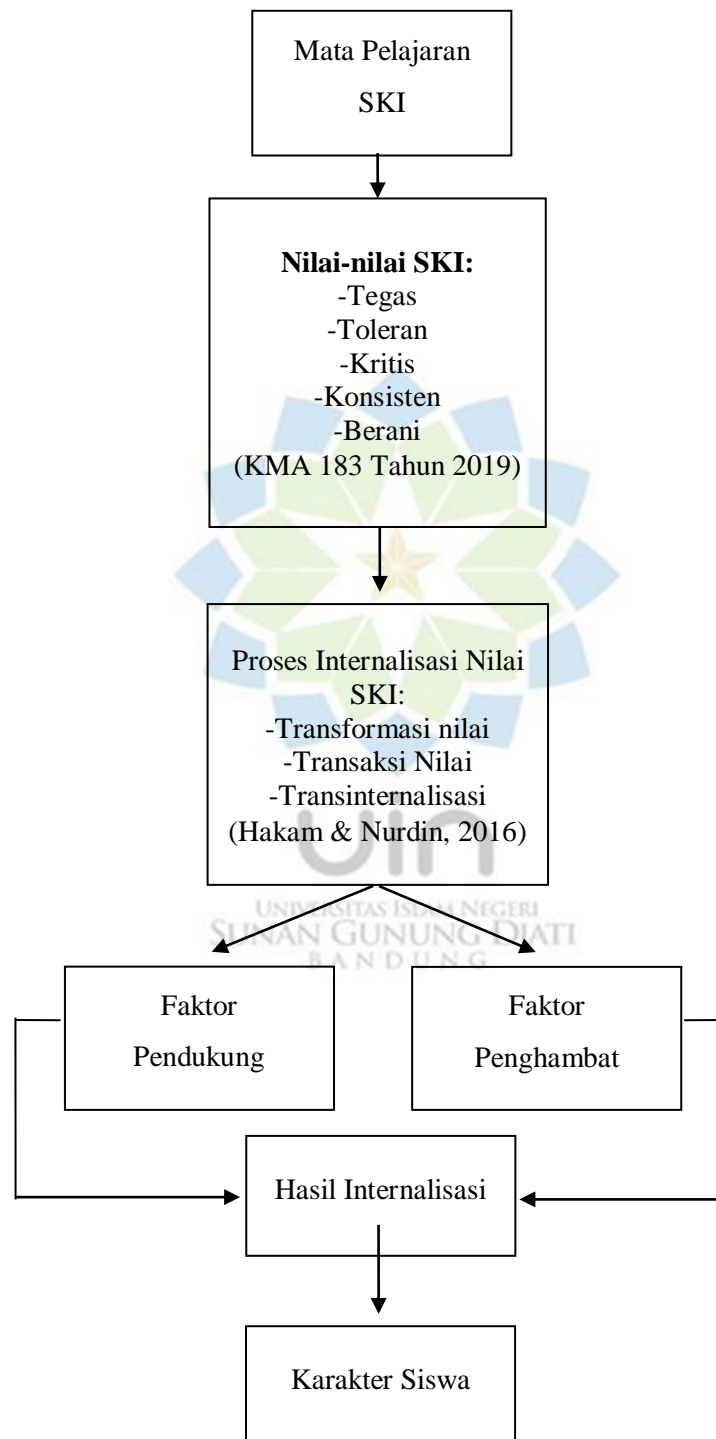 Mata Pelajaran
SKI
Nilai-nilai SKI:
-Tegas
-Toleran
-Kritis
-Konsisten
-Berani
(KMA 183 Tahun 2019)
Proses Internalisasi Nilai
SKI:
-Transformasi nilai
-Transaksi Nilai
-Transinternalisasi
(Hakam & Nurdin, 2016)
uin
UNIVERSITAS ISLAM NEGERI
SUNAN GUNUNG DJATI
BANDUNG
Faktor
Pendukung
Faktor
Penghambat
Hasil Internalisasi
Karakter Siswa